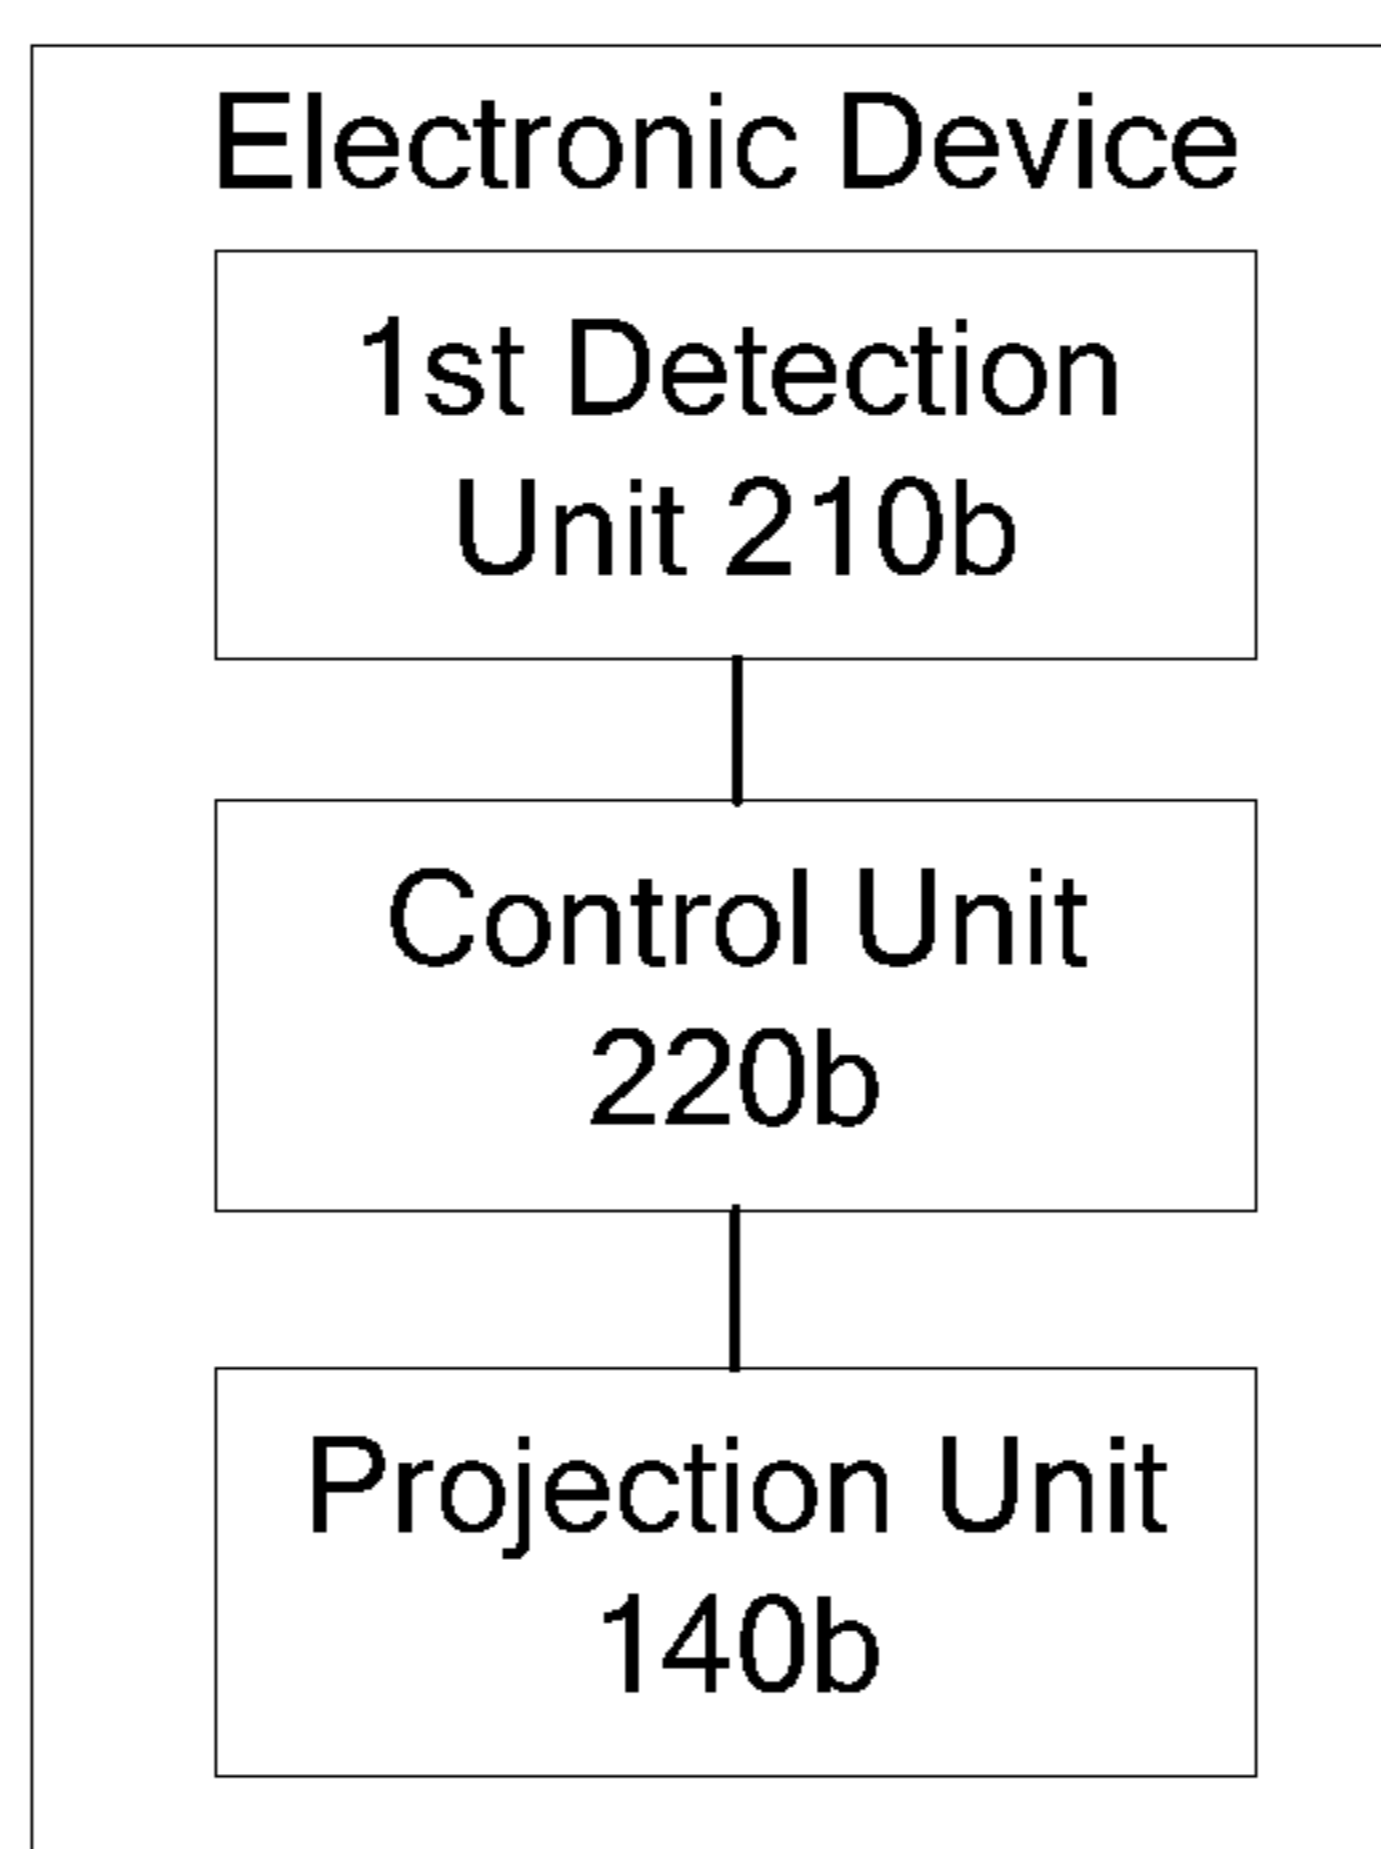 Electronic Device
1st Detection
Unit 210b
Control Unit
220b
Projection Unit
140b